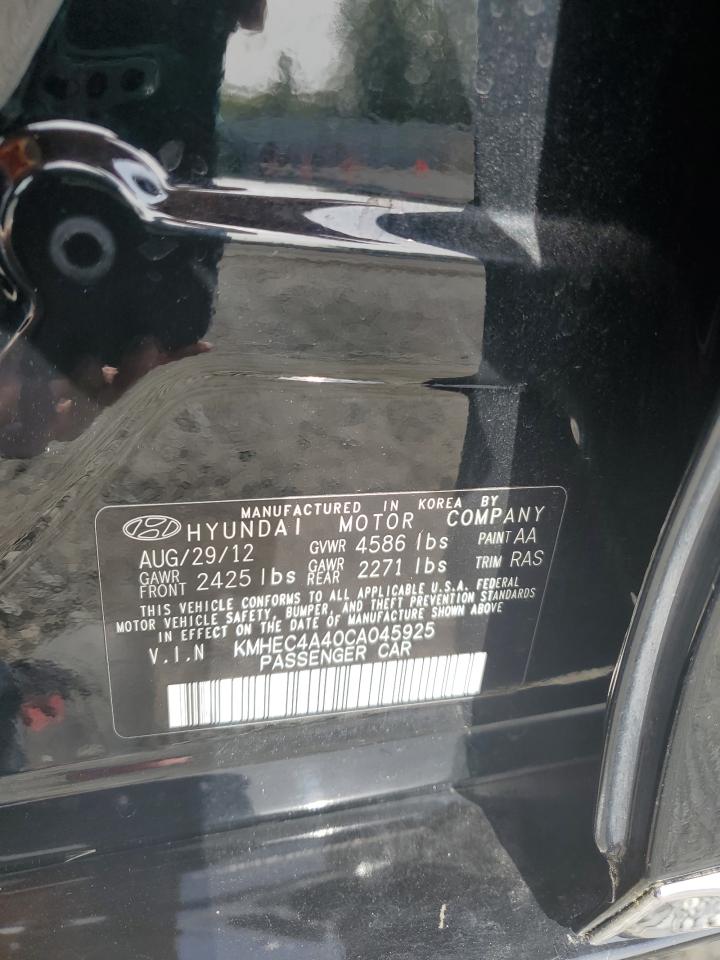 MANUFACTURED IN KOREA BY
HYUNDAI MOTOR COMPANY
AUG/29/12 GVWR 4586 lbs PAINT AA
GAWR FRONT 2425 lbs GAWR REAR 2271 lbs TRIM RAS
THIS VEHICLE CONFORMS TO ALL APPLICABLE U.S.A. FEDERAL
MOTOR VEHICLE SAFETY, BUMPER, AND THEFT PREVENTION STANDARDS
IN EFFECT ON THE DATE OF MANUFACTURE SHOWN ABOVE
V.I.N KMHEC4A40CA045925
PASSENGER CAR